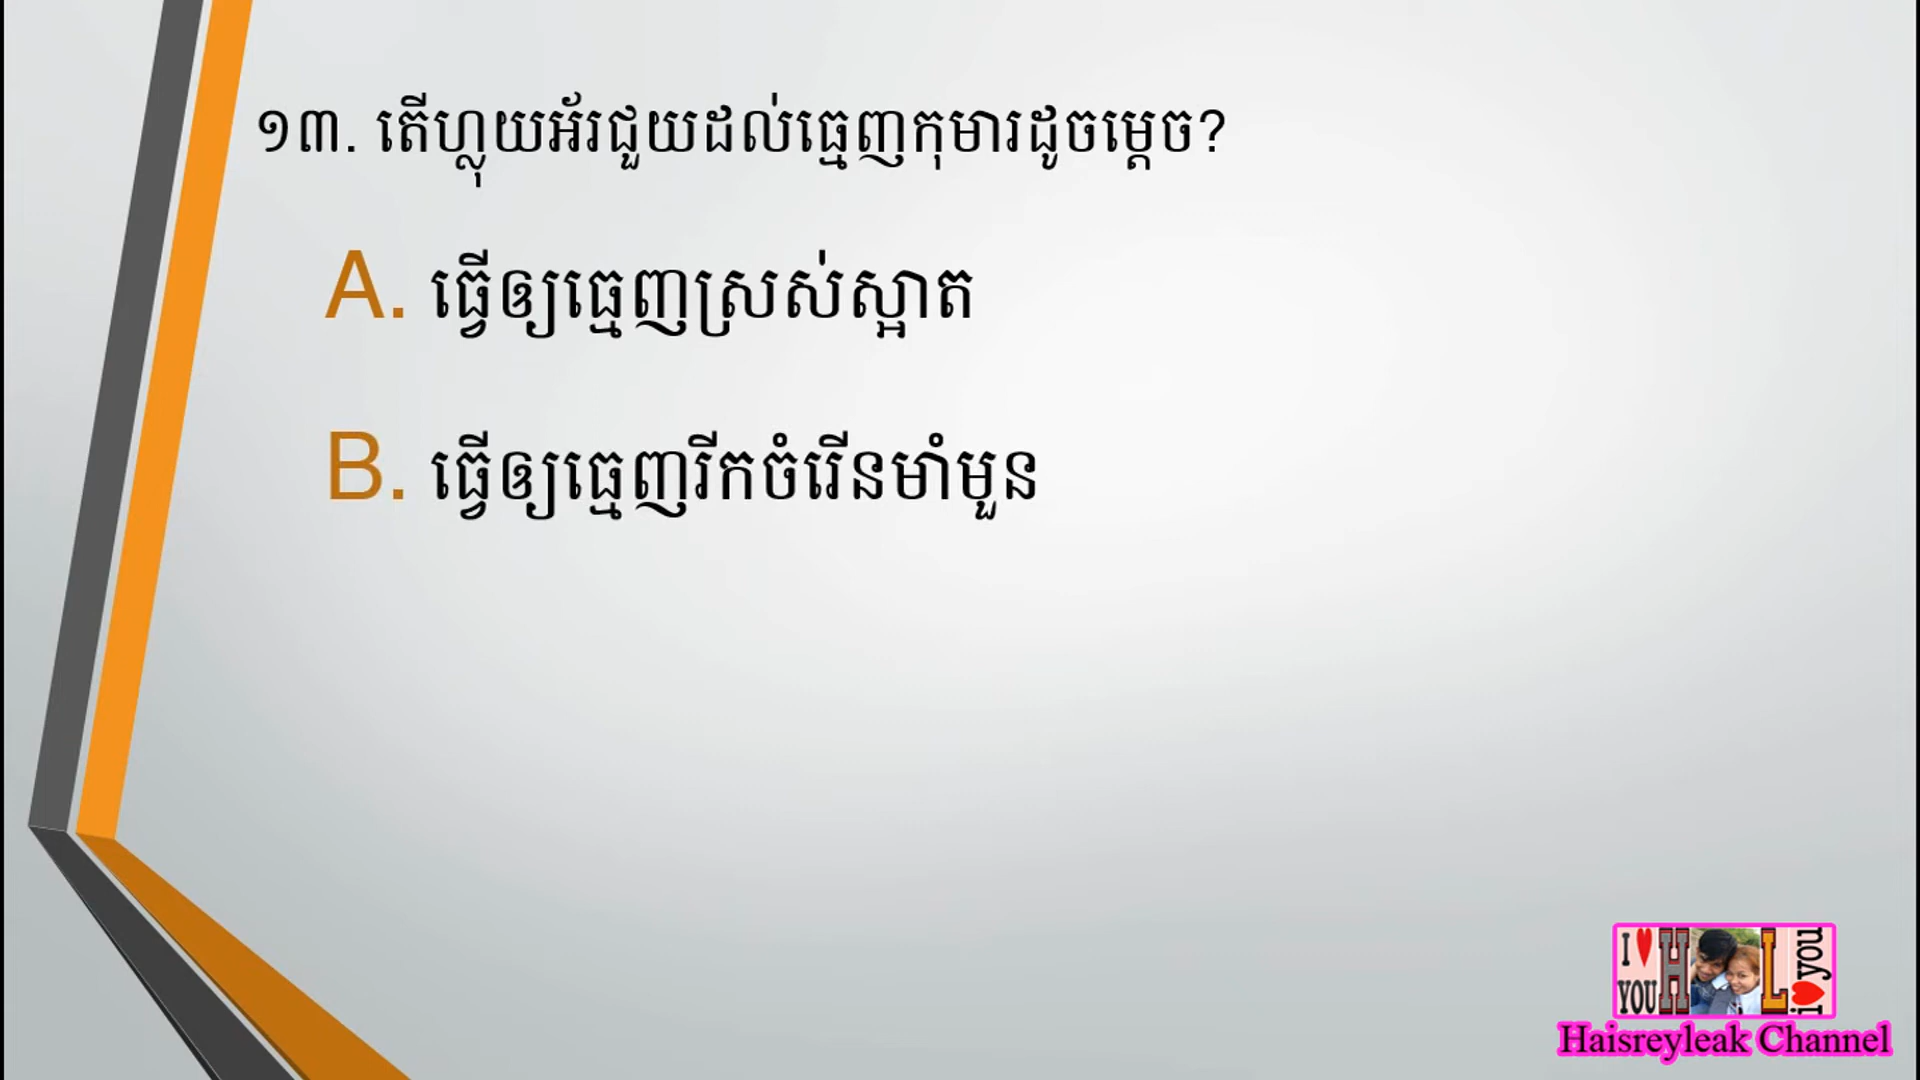 ១៣. តើហ្លុយអ័រជួយដល់ធ្មេញកុមារដូចម្ដេច?
A. ធ្វើឲ្យធ្មេញស្រស់ស្អាត
B. ធ្វើឲ្យធ្មេញរីកចំរើនមាំមួន
I ♥ YOU H L i ♥ you
Haisreyleak Channel